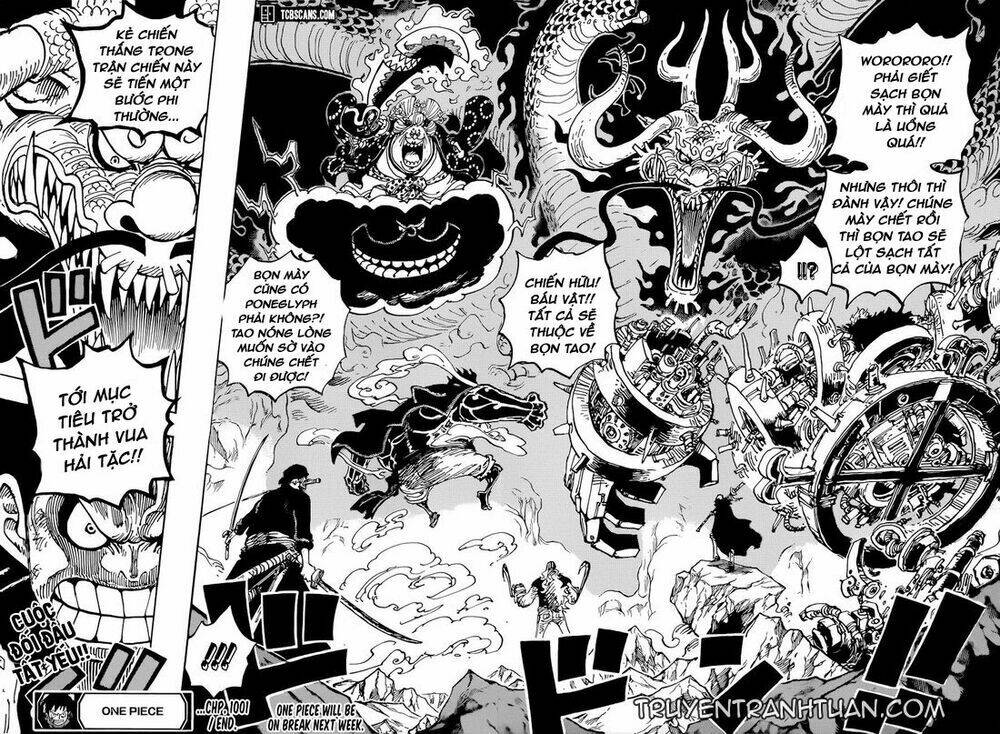 TCBSCANS.COM
WORORORO!!
PHẢI GIẾT
SẠCH BỌN
MÀY THÌ QUẢ
LÀ UỔNG
QUÁ!!
NHƯNG THÔI THÌ
ĐÀNH VẬY! CHÚNG
MÀY CHẾT RỒI
THÌ BỌN TAO SẼ
LỘT SẠCH TẤT
CẢ CỦA BỌN MÀY!
!!?
CHIẾN HỮU!
BÁU VẬT!!
TẤT CẢ SẼ
THUỘC VỀ
BỌN TAO!
BỌN MÀY
CŨNG CÓ
PONEGLYPH
PHẢI KHÔNG?!
TAO NÓNG LÒNG
MUỐN SỜ VÀO
CHÚNG CHẾT
ĐI ĐƯỢC!
KẺ CHIẾN
THẮNG TRONG
TRẬN CHIẾN NÀY
SẼ TIẾN MỘT
BƯỚC PHI
THƯỜNG...
TỚI MỤC
TIÊU TRỞ
THÀNH VUA
HẢI TẶC!!
ドン!!
ドド
!!!
CUỘC
ĐỐI ĐẦU
TẤT YẾU!!
ONE PIECE
...CHP. 1001
/ END.
ONE PIECE WILL BE
ON BREAK NEXT WEEK.
TRUYENTRANHTUAN.COM